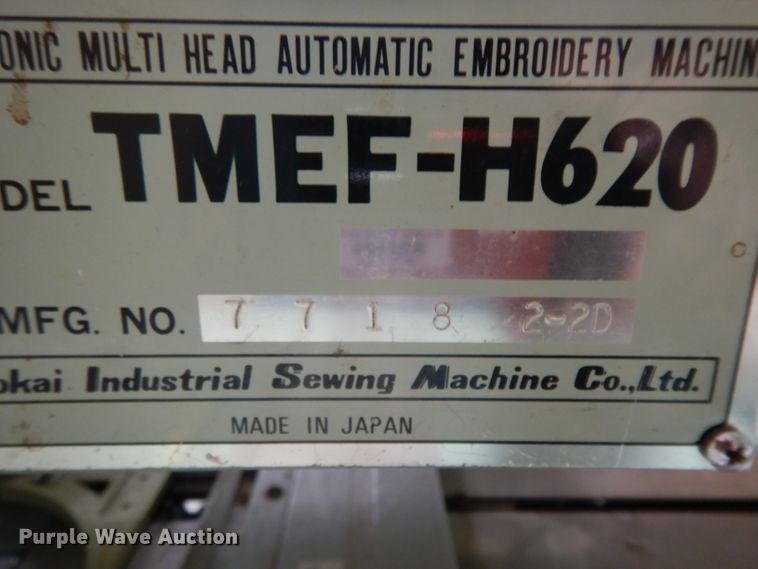 ONIC MULTI HEAD AUTOMATIC EMBROIDERY MACHIN
DEL TMEF-H620
MFG. NO. 7 7 1 8 2-2D
okai Industrial Sewing Machine Co.,Ltd.
MADE IN JAPAN
Purple Wave Auction